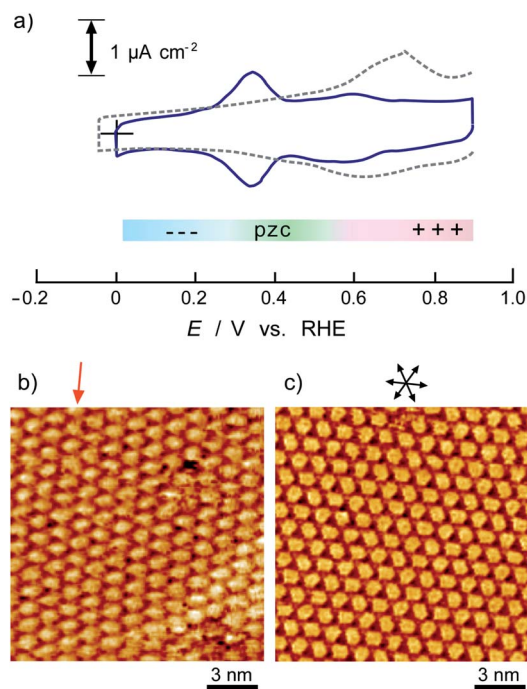 a)
1 μA cm⁻²
--- pzc +++
−0.2 0 0.2 0.4 0.6 0.8 1.0
E / V vs. RHE
b) c)
3 nm 3 nm